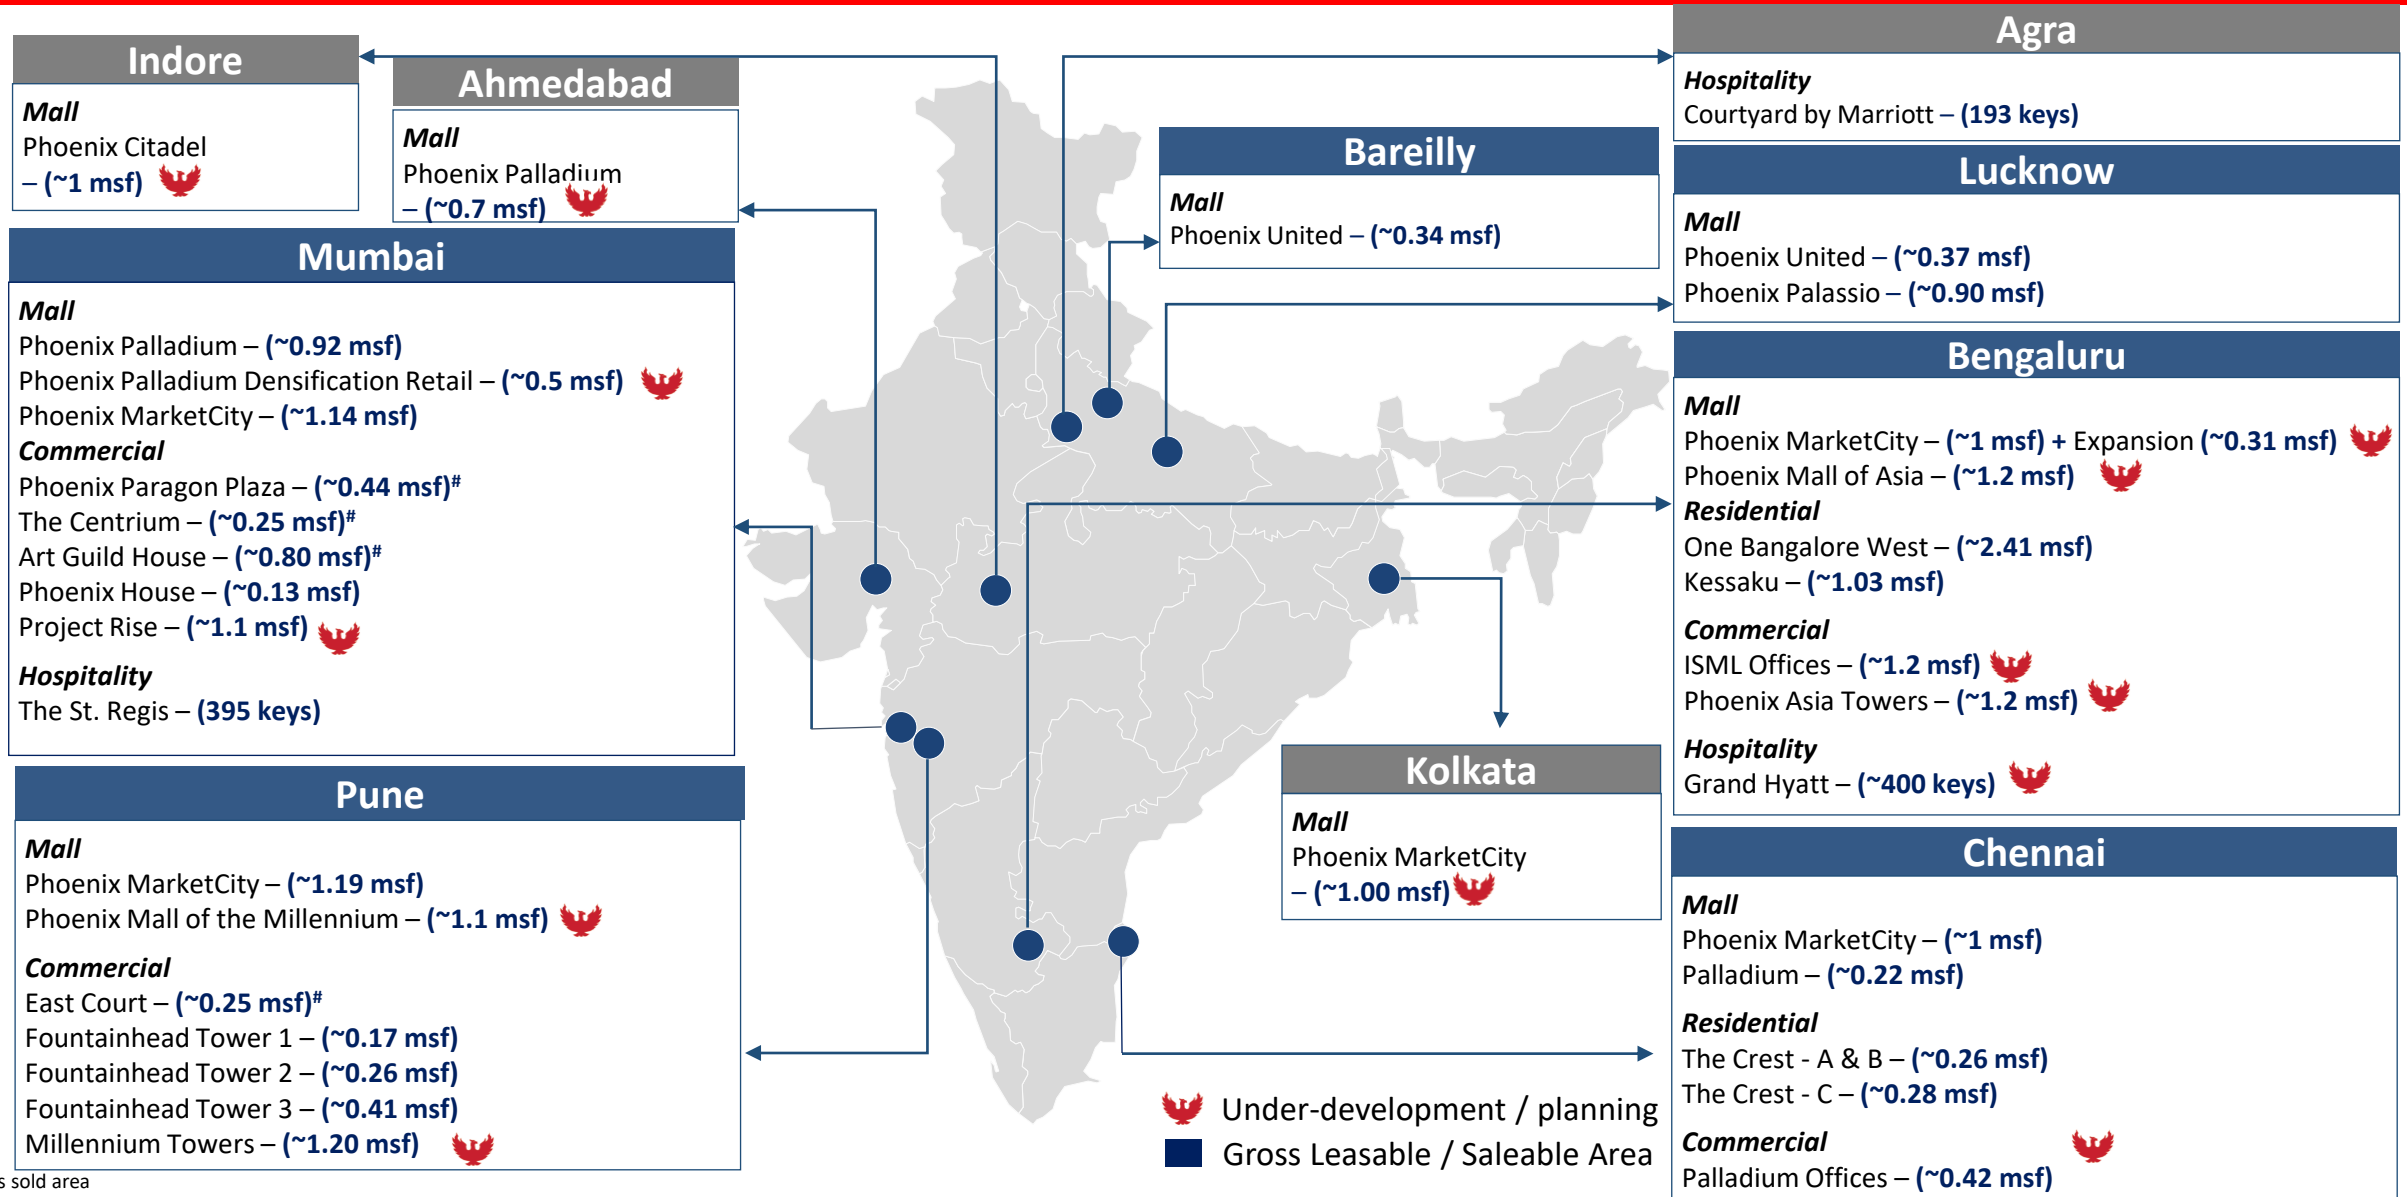 Indore
Mall
Phoenix Citadel
– (~1 msf)
Ahmedabad
Mall
Phoenix Palladium
– (~0.7 msf)
Mumbai
Mall
Phoenix Palladium – (~0.92 msf)
Phoenix Palladium Densification Retail – (~0.5 msf)
Phoenix MarketCity – (~1.14 msf)
Commercial
Phoenix Paragon Plaza – (~0.44 msf)#
The Centrium – (~0.25 msf)#
Art Guild House – (~0.80 msf)#
Phoenix House – (~0.13 msf)
Project Rise – (~1.1 msf)
Hospitality
The St. Regis – (395 keys)
Pune
Mall
Phoenix MarketCity – (~1.19 msf)
Phoenix Mall of the Millennium – (~1.1 msf)
Commercial
East Court – (~0.25 msf)#
Fountainhead Tower 1 – (~0.17 msf)
Fountainhead Tower 2 – (~0.26 msf)
Fountainhead Tower 3 – (~0.41 msf)
Millennium Towers – (~1.20 msf)
s sold area
Bareilly
Mall
Phoenix United – (~0.34 msf)
Kolkata
Mall
Phoenix MarketCity
– (~1.00 msf)
Under-development / planning
Gross Leasable / Saleable Area
Agra
Hospitality
Courtyard by Marriott – (193 keys)
Lucknow
Mall
Phoenix United – (~0.37 msf)
Phoenix Palassio – (~0.90 msf)
Bengaluru
Mall
Phoenix MarketCity – (~1 msf) + Expansion (~0.31 msf)
Phoenix Mall of Asia – (~1.2 msf)
Residential
One Bangalore West – (~2.41 msf)
Kessaku – (~1.03 msf)
Commercial
ISML Offices – (~1.2 msf)
Phoenix Asia Towers – (~1.2 msf)
Hospitality
Grand Hyatt – (~400 keys)
Chennai
Mall
Phoenix MarketCity – (~1 msf)
Palladium – (~0.22 msf)
Residential
The Crest - A & B – (~0.26 msf)
The Crest - C – (~0.28 msf)
Commercial
Palladium Offices – (~0.42 msf)